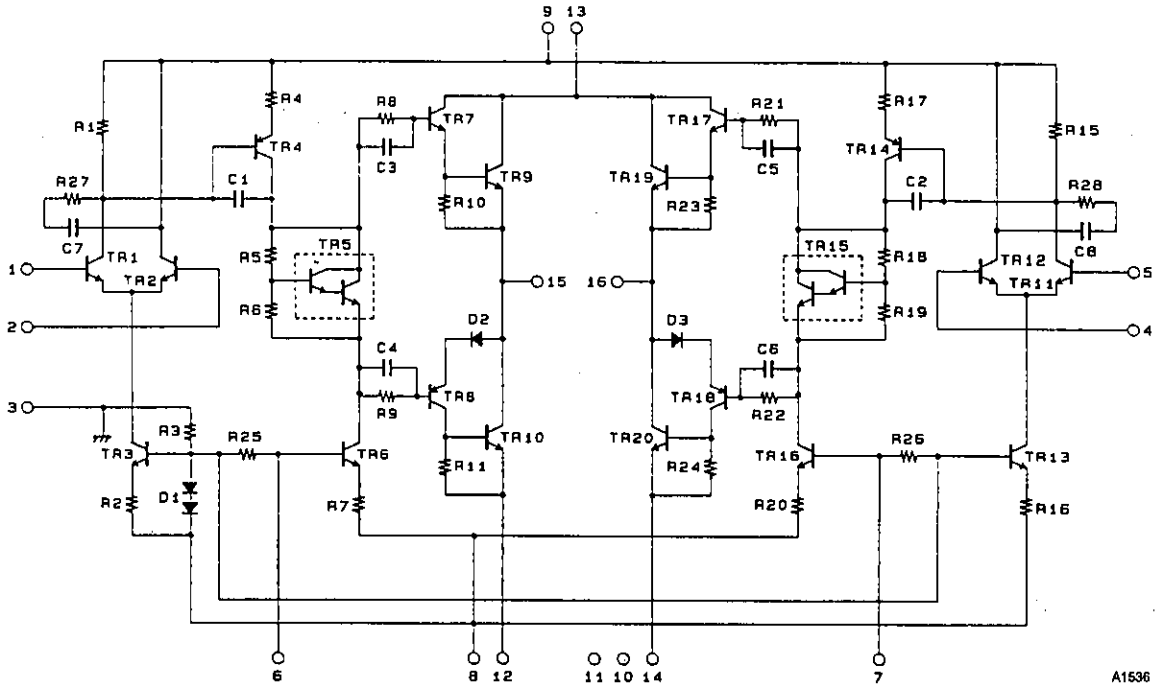 9 13
R4
R8
R21
R17
R1
TR7
TR17
R15
TR4
C3
C5
TR14
R27
C1
TR9
TR19
C2
R28
R10
R23
C7
C8
TR5
TR15
1
TR1
TR2
R5
R18
TR12
TR11
5
15
16
R6
R19
2
D2
D3
4
C4
C6
3
R3
R9
TR8
TR18
R22
TR3
R25
TR6
TR10
TR20
TR16
R26
TR13
R11
R24
R2
D1
R7
R20
R16
6
8
12
11
10
14
7
A1536